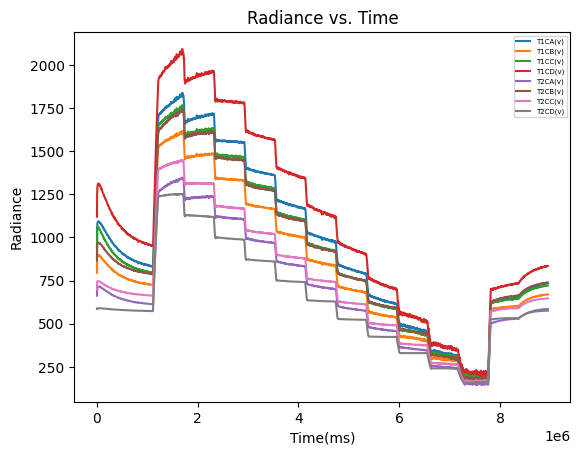 Radiance vs. Time
T1CA(v)
T1CB(v)
T1CC(v)
T1CD(v)
T2CA(v)
T2CB(v)
T2CC(v)
T2CD(v)
Radiance
2000
1750
1500
1250
1000
750
500
250
0 2 4 6 8
1e6
Time(ms)